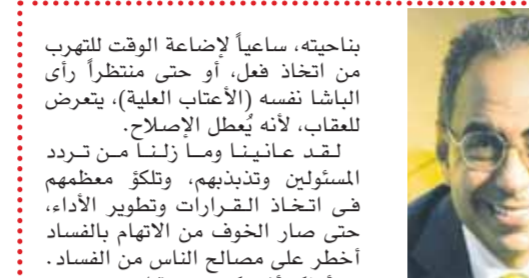 بناحيته، ساعياً لإضاعة الوقت للتهرب
من اتخاذ فعل، أو حتى منتظراً رأى
الباشا نفسه (الأعتاب العلية)، يتعرض
للعقاب، لأنه يُعطل الإصلاح.
لقد عانينا وما زلنا من تردد
المسئولين وتذبذبهم، وتلكؤ معظمهم
فى اتخاذ القرارات وتطوير الأداء،
حتى صار الخوف من الاتهام بالفساد
أخطر على مصالح الناس من الفساد.